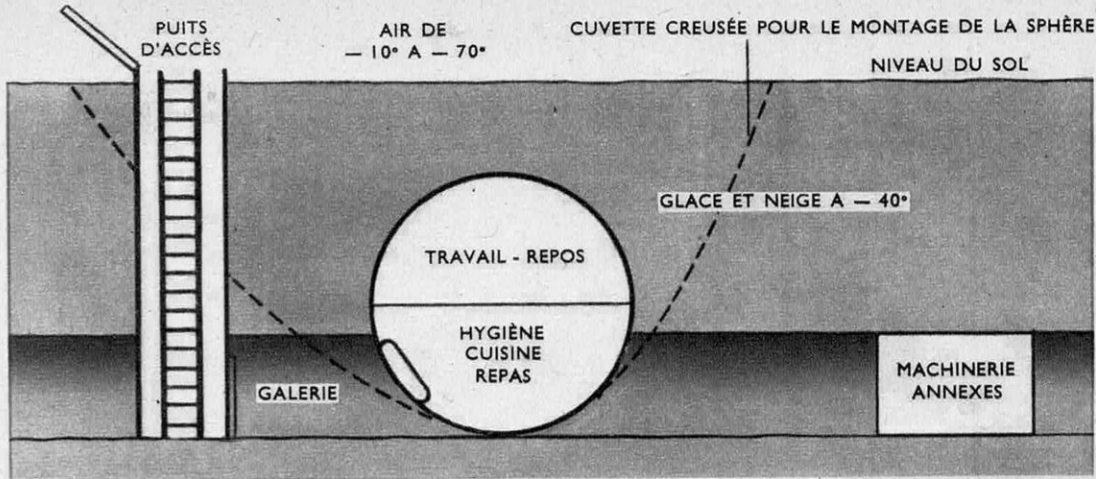 PUITS
D'ACCÈS
AIR DE
— 10° A — 70°
CUVETTE CREUSÉE POUR LE MONTAGE DE LA SPHÈRE
NIVEAU DU SOL
GLACE ET NEIGE A — 40°
TRAVAIL - REPOS
HYGIÈNE
CUISINE
REPAS
GALERIE
MACHINERIE
ANNEXES